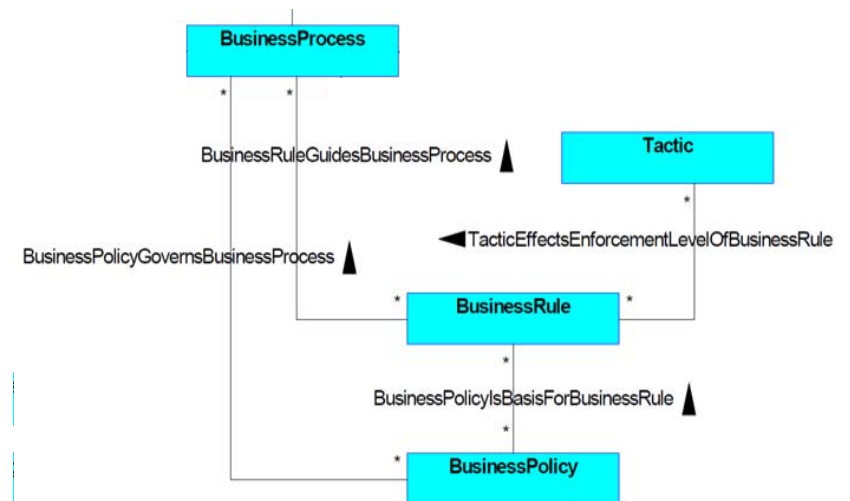 BusinessProcess
* *
BusinessRuleGuidesBusinessProcess
Tactic
*
TacticEffectsEnforcementLevelOfBusinessRule
BusinessPolicyGovernsBusinessProcess
* BusinessRule *
*
BusinessPolicyIsBasisForBusinessRule
*
* BusinessPolicy